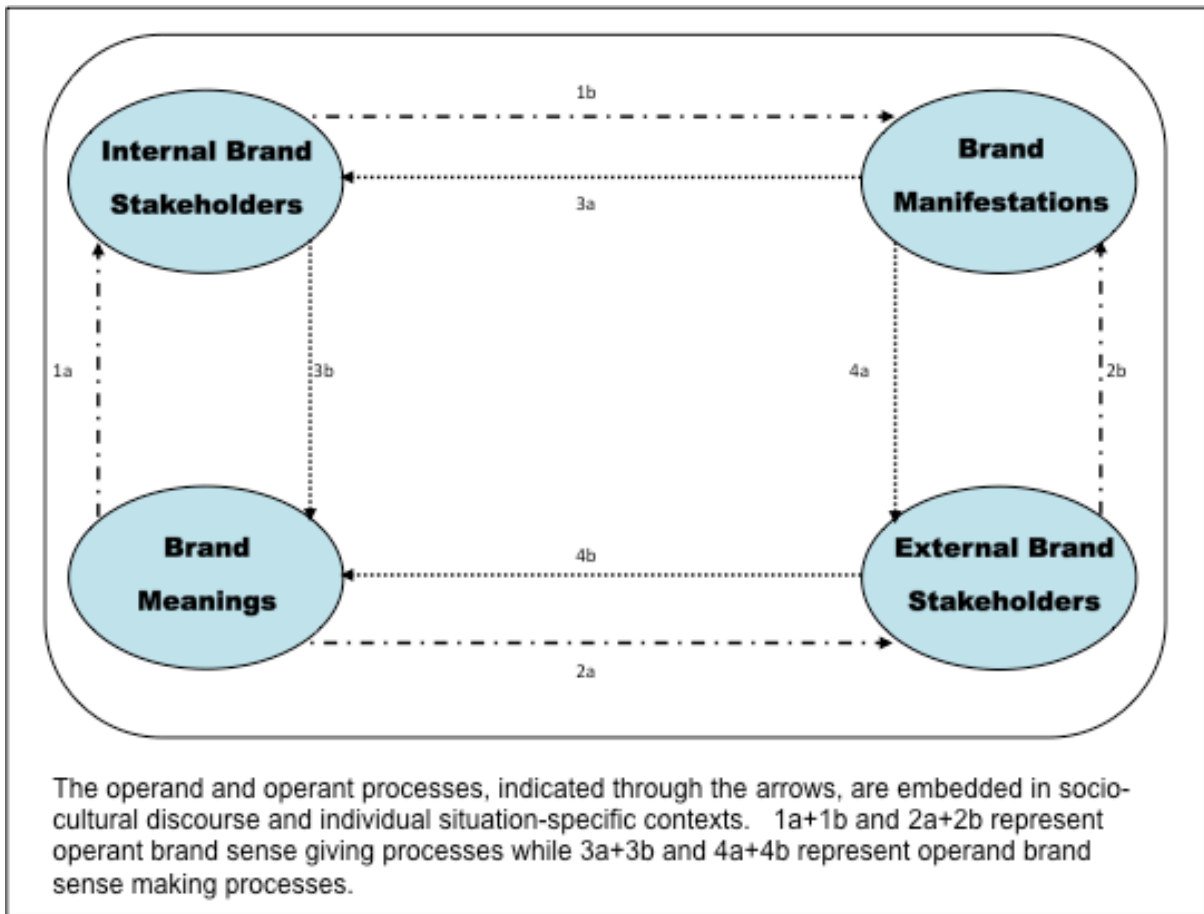 1b
Internal Brand
Stakeholders
Brand
Manifestations
3a
1a
3b
4a
2b
Brand
Meanings
4b
External Brand
Stakeholders
2a
The operand and operant processes, indicated through the arrows, are embedded in socio-
cultural discourse and individual situation-specific contexts.   1a+1b and 2a+2b represent
operant brand sense giving processes while 3a+3b and 4a+4b represent operand brand
sense making processes.